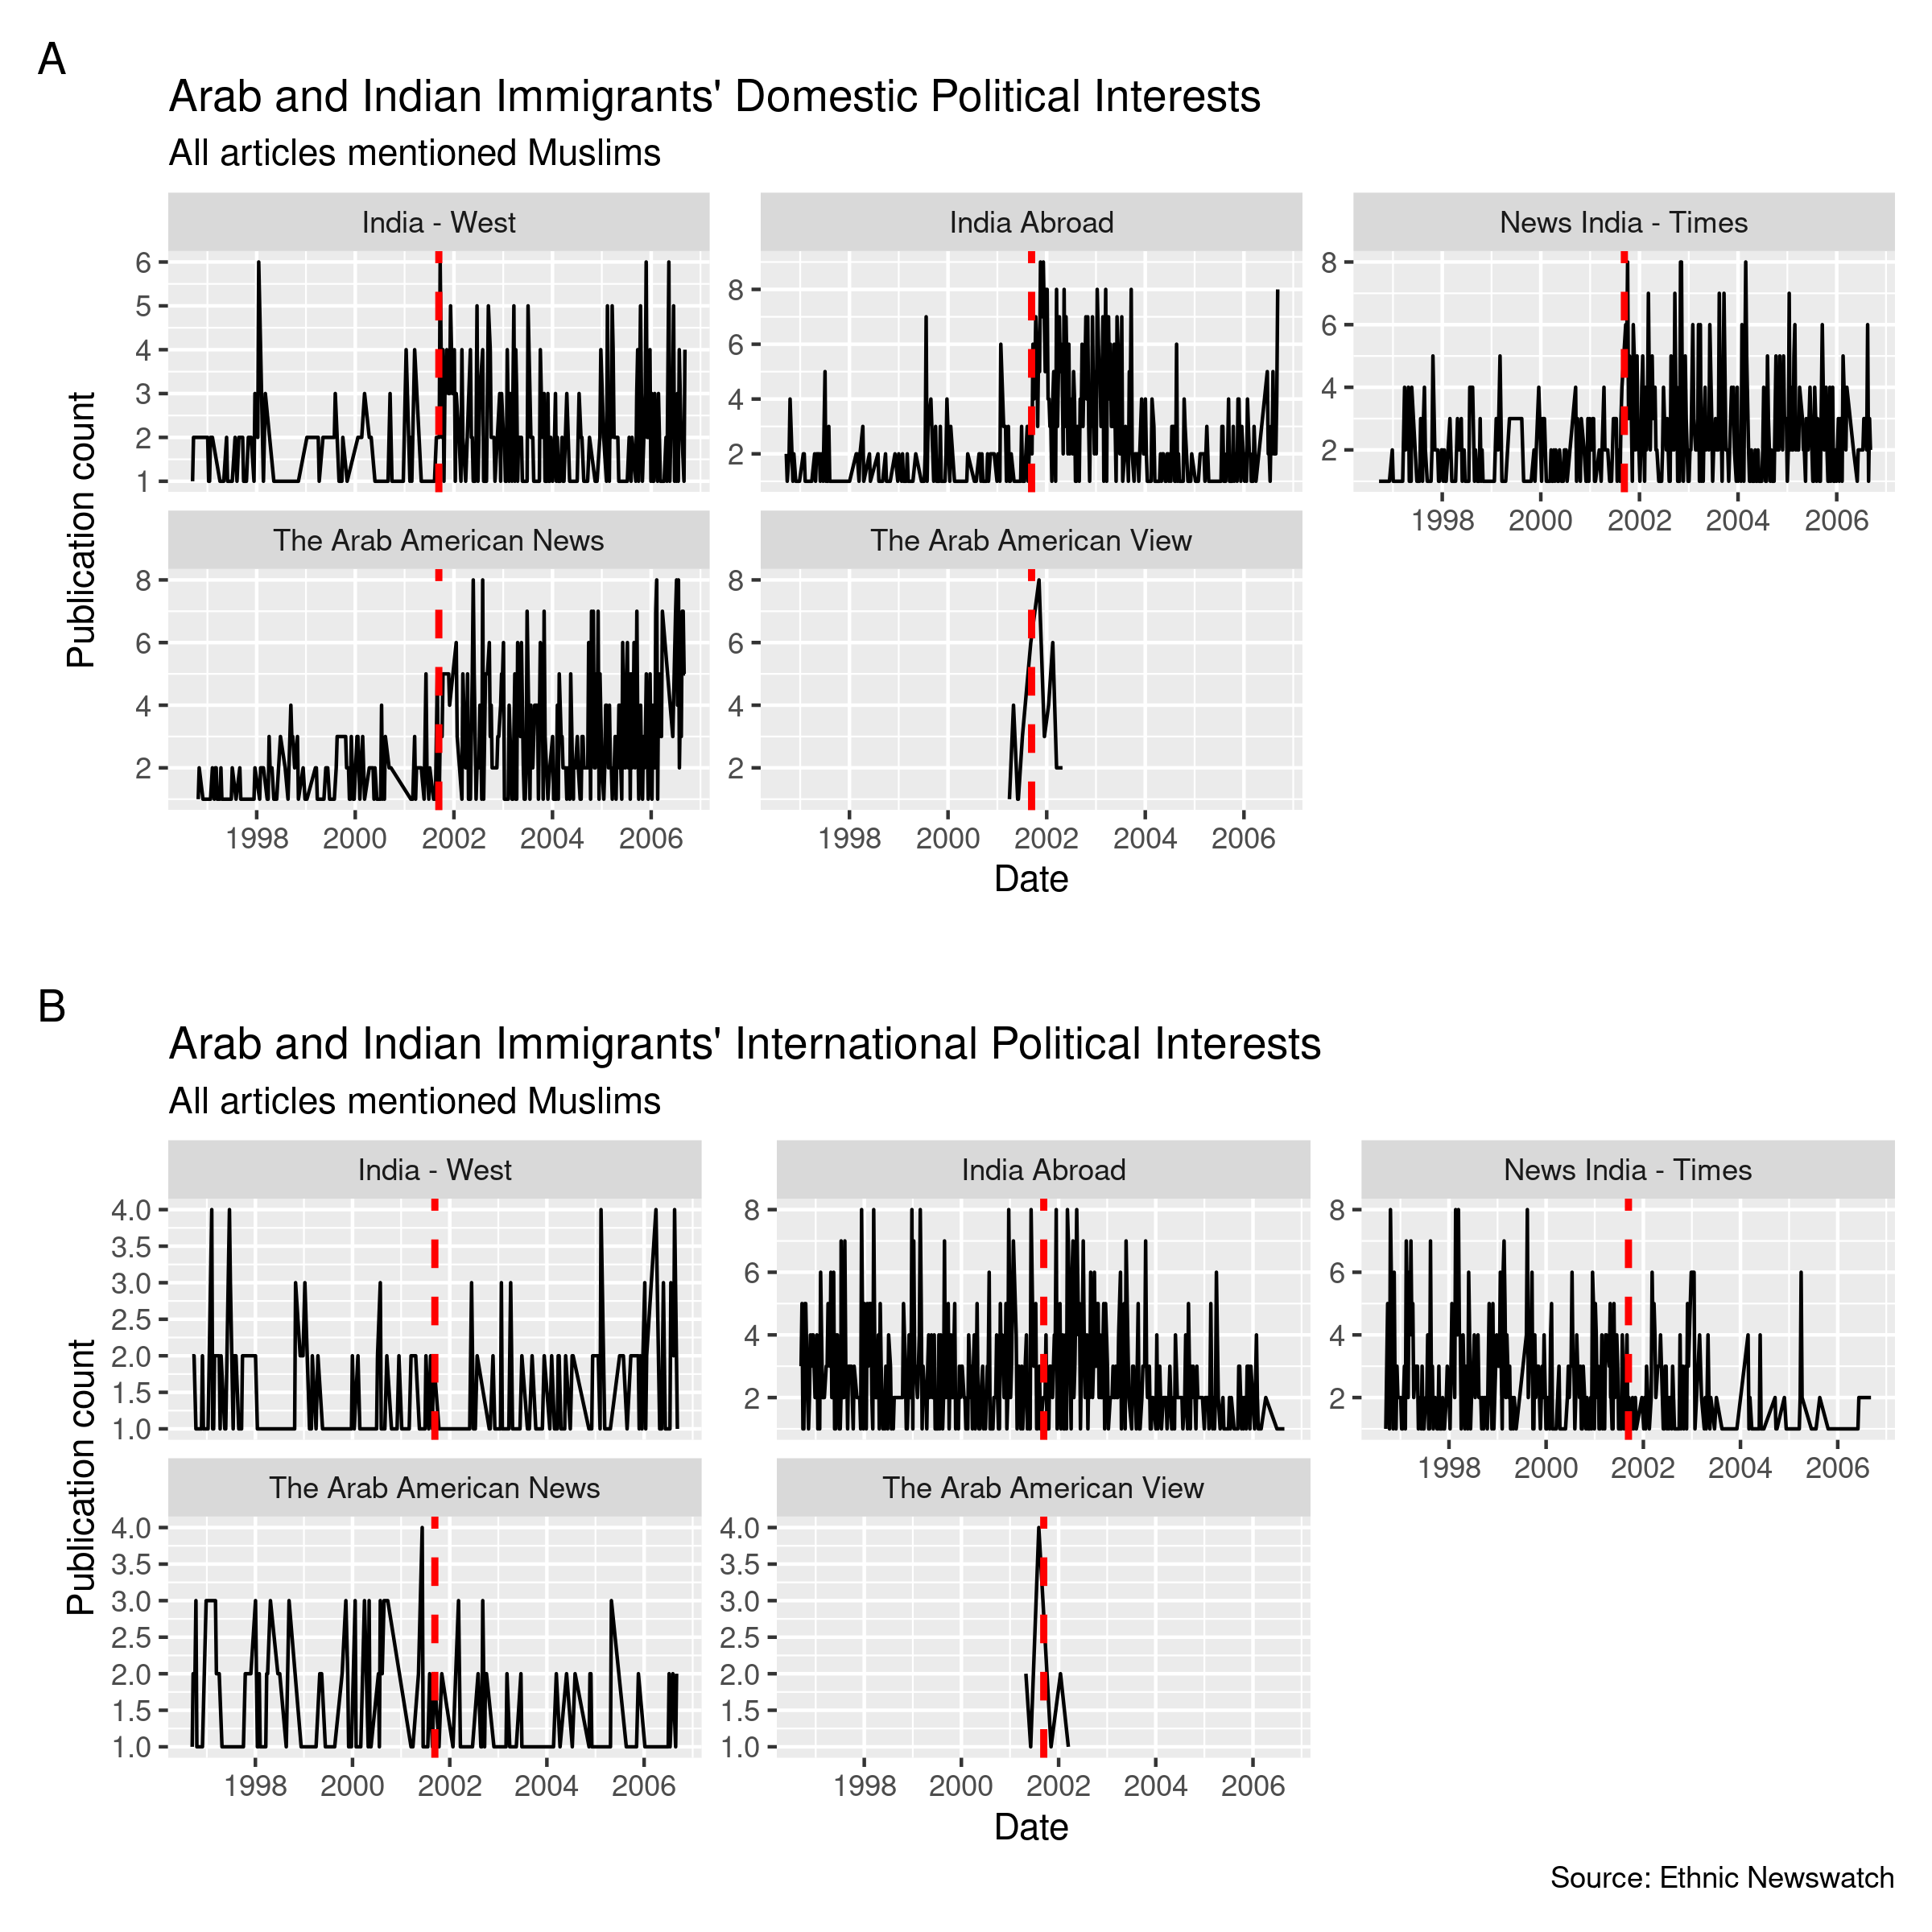 A
Arab and Indian Immigrants' Domestic Political Interests
All articles mentioned Muslims
India - West
India Abroad
News India - Times
6
5
4
3
2
1
8
6
4
2
8
6
4
2
1998 2000 2002 2004 2006
The Arab American News
The Arab American View
8
6
4
2
8
6
4
2
1998 2000 2002 2004 2006
1998 2000 2002 2004 2006
Publication count
Date
B
Arab and Indian Immigrants' International Political Interests
All articles mentioned Muslims
India - West
India Abroad
News India - Times
4.0
3.5
3.0
2.5
2.0
1.5
1.0
8
6
4
2
8
6
4
2
1998 2000 2002 2004 2006
The Arab American News
The Arab American View
4.0
3.5
3.0
2.5
2.0
1.5
1.0
4.0
3.5
3.0
2.5
2.0
1.5
1.0
1998 2000 2002 2004 2006
1998 2000 2002 2004 2006
Publication count
Date
Source: Ethnic Newswatch